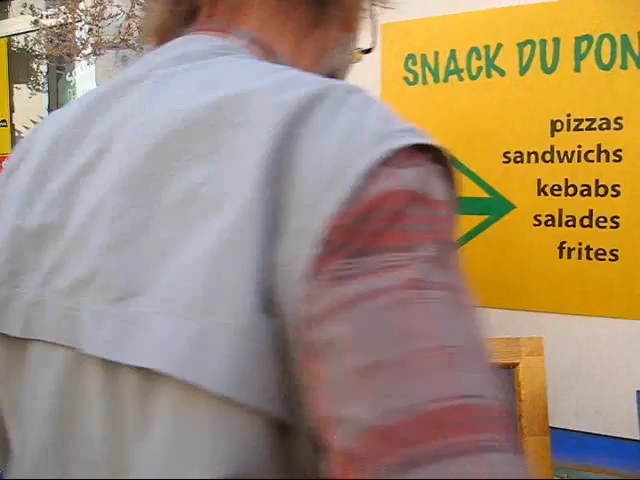 SNACK DU PON
pizzas
sandwichs
kebabs
salades
frites